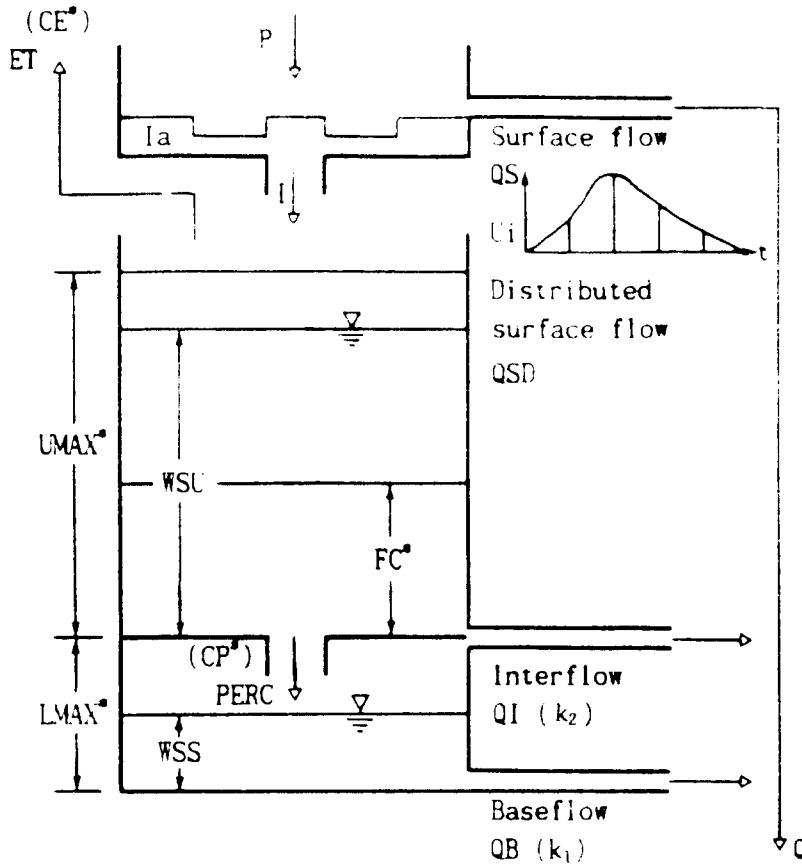 (CE*)
P
ET
Ia
Surface flow
QS
I
Ui
t
Distributed
surface flow
QSD
UMAX*
WSU
FC*
(CP*)
PERC
Interflow
QI (k₂)
LMAX*
WSS
Baseflow
QB (k₁)
Q